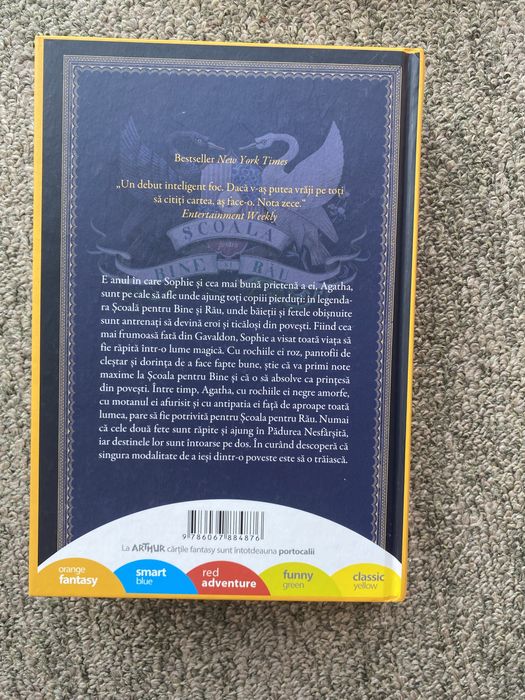 Bestseller New York Times
„Un debut inteligent foc. Dacă v-aș putea vrăji pe toți
să citiți cartea, aș face-o. Nota zece.”
Entertainment Weekly
ȘCOALA
pentru
BINE și RĂU
E anul în care Sophie și cea mai bună prietenă a ei, Agatha,
sunt pe cale să afle unde ajung toți copiii pierduți: în legenda-
ra Școală pentru Bine și Rău, unde băieții și fetele obișnuite
sunt antrenați să devină eroi și ticăloși din povești. Fiind cea
mai frumoasă fată din Gavaldon, Sophie a visat toată viața să
fie răpită într-o lume magică. Cu rochiile ei roz, pantofii de
cleștar și dorința de a face fapte bune, știe că va primi note
maxime la Școala pentru Bine și că o să absolve ca prințesă
din povești. Între timp, Agatha, cu rochiile ei negre amorfe,
cu motanul ei afurisit și cu antipatia ei față de aproape toată
lumea, pare să fie potrivită pentru Școala pentru Rău. Numai
că cele două fete sunt răpite și ajung în Pădurea Nesfârșită,
iar destinele lor sunt întoarse pe dos. În curând descoperă că
singura modalitate de a ieși dintr-o poveste este să o trăiască.
9 786067 884876
La ARTHUR cărțile fantasy sunt întotdeauna portocalii
orange
fantasy
smart
blue
red
adventure
funny
green
classic
yellow